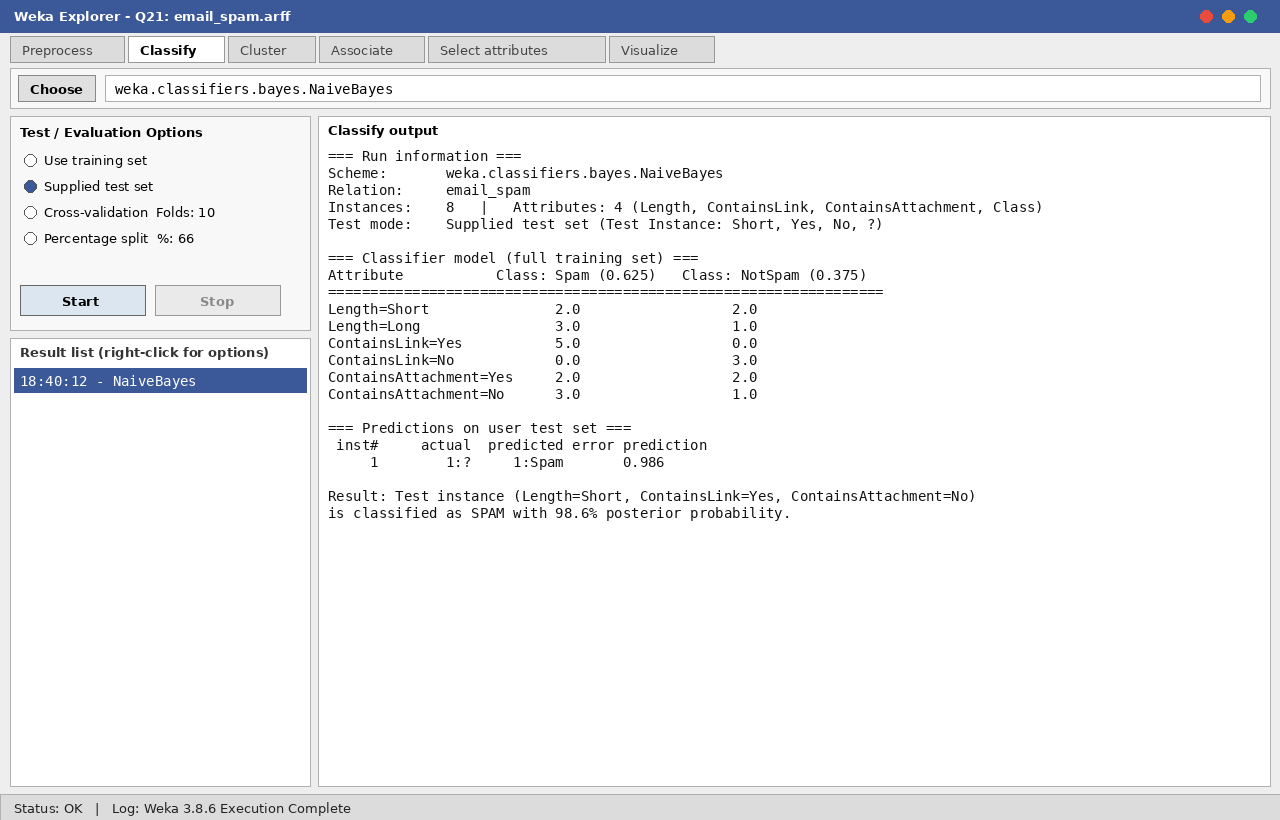 Weka Explorer - Q21: email_spam.arff
Preprocess Classify Cluster Associate Select attributes Visualize
Choose weka.classifiers.bayes.NaiveBayes
Test / Evaluation Options
Use training set
Supplied test set
Cross-validation  Folds: 10
Percentage split  %: 66
Start Stop
Result list (right-click for options)
18:40:12 - NaiveBayes
Classify output
=== Run information ===
Scheme:       weka.classifiers.bayes.NaiveBayes
Relation:     email_spam
Instances:    8   |   Attributes: 4 (Length, ContainsLink, ContainsAttachment, Class)
Test mode:    Supplied test set (Test Instance: Short, Yes, No, ?)
=== Classifier model (full training set) ===
Attribute           Class: Spam (0.625)   Class: NotSpam (0.375)
==================================================================
Length=Short               2.0                  2.0
Length=Long                3.0                  1.0
ContainsLink=Yes           5.0                  0.0
ContainsLink=No            0.0                  3.0
ContainsAttachment=Yes     2.0                  2.0
ContainsAttachment=No      3.0                  1.0
=== Predictions on user test set ===
inst#     actual  predicted error prediction
1        1:?     1:Spam       0.986
Result: Test instance (Length=Short, ContainsLink=Yes, ContainsAttachment=No)
is classified as SPAM with 98.6% posterior probability.
Status: OK   |   Log: Weka 3.8.6 Execution Complete